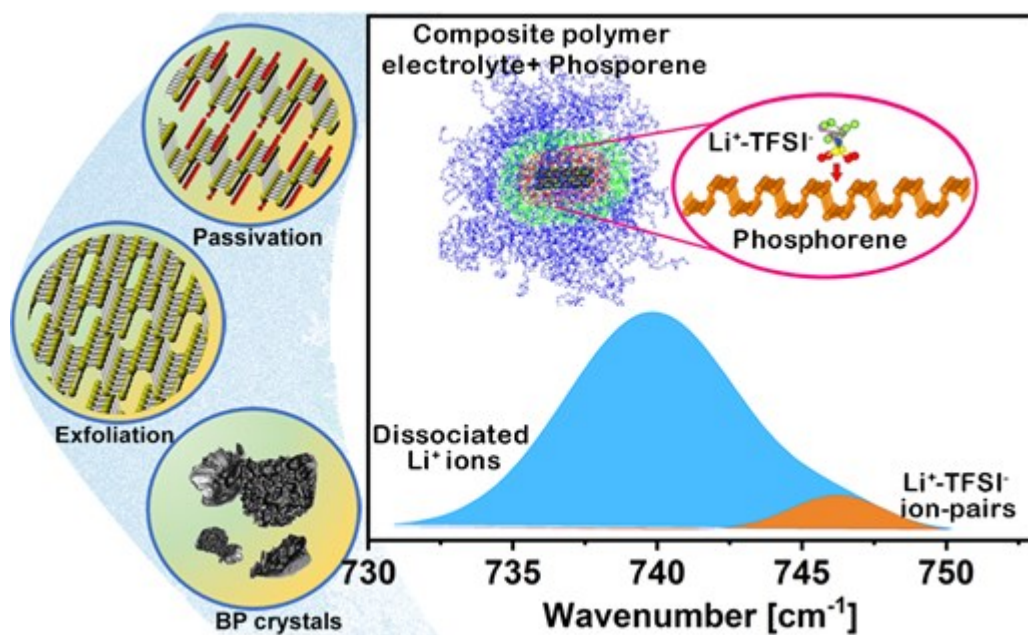 Passivation
Exfoliation
BP crystals
Composite polymer
electrolyte+ Phosporene
Li⁺-TFSI⁻
Phosphorene
Dissociated
Li⁺ ions
Li⁺-TFSI⁻
ion-pairs
730 735 740 745 750
Wavenumber [cm⁻¹]